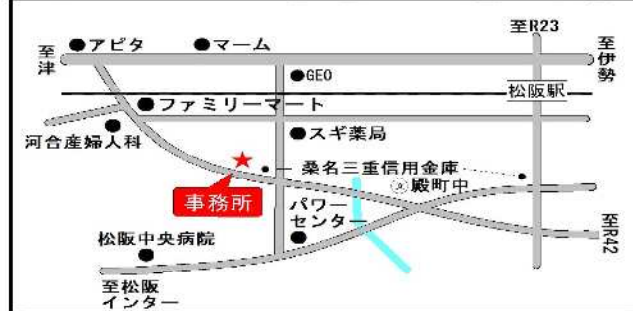 至R23
至津
アピタ
マーム
至伊勢
GEO
松阪駅
ファミリーマート
河合産婦人科
スギ薬局
桑名三重信用金庫
文
殿町中
事務所
パワー
センター
松阪中央病院
至R42
至松阪
インター